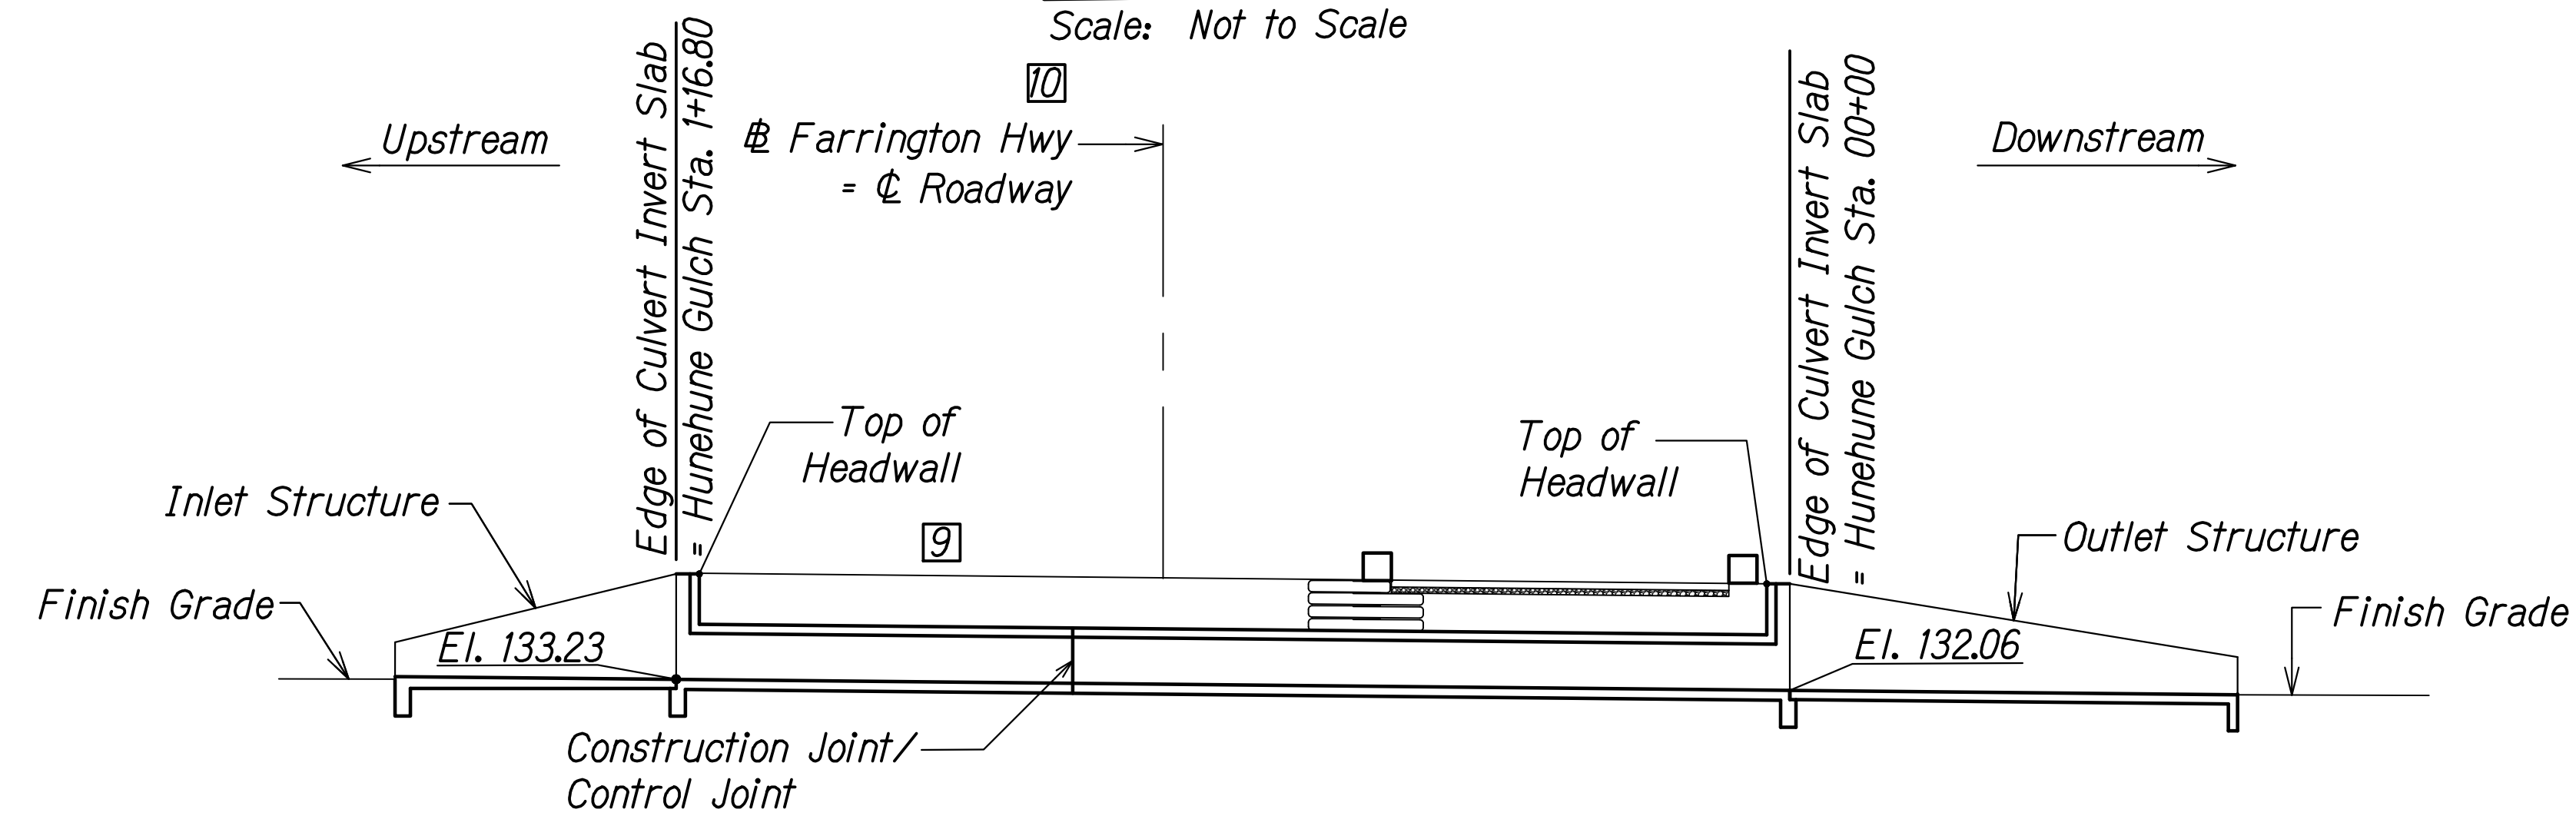 Scale: Not to Scale
10
Edge of Culvert Invert Slab
= Hunehune Gulch Sta. 1+16.80
Upstream
BL Farrington Hwy
= CL Roadway
Edge of Culvert Invert Slab
= Hunehune Gulch Sta. 00+00
Downstream
Top of
Headwall
Top of
Headwall
Inlet Structure
9
Outlet Structure
Finish Grade
El. 133.23
El. 132.06
Finish Grade
Construction Joint/
Control Joint